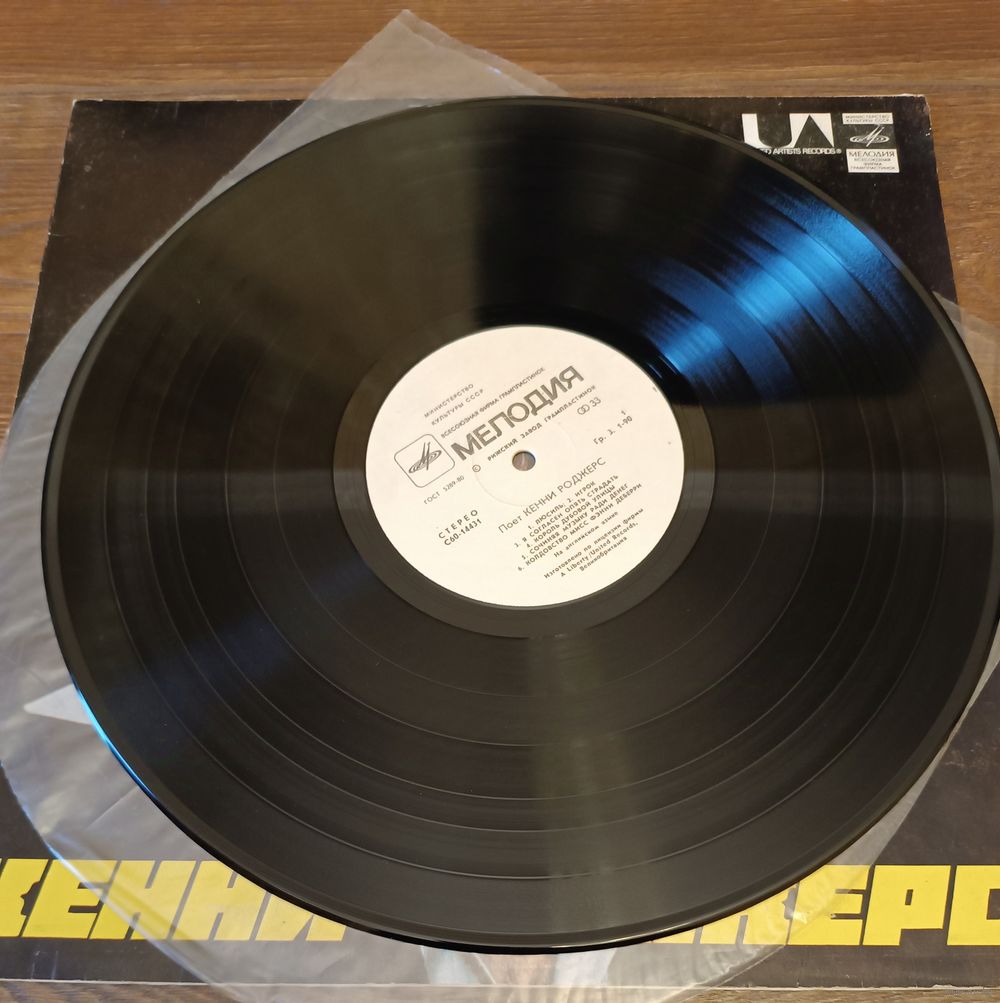 МИНИСТЕРСТВО
КУЛЬТУРЫ СССР
МЕЛОДИЯ
ВСЕСОЮЗНАЯ
ФИРМА
ГРАМПЛАСТИНОК
UA
ARTISTS RECORDS®
МИНИСТЕРСТВО
КУЛЬТУРЫ СССР
ВСЕСОЮЗНАЯ ФИРМА ГРАМПЛАСТИНОК
МЕЛОДИЯ
© РИЖСКИЙ ЗАВОД ГРАМПЛАСТИНОК
ГОСТ 5289-80
33
1
Гр. 3. 1-90
СТЕРЕО
С60-14431
Поет КЕННИ РОДЖЕРС
1. ЛЮСИЛЬ, 2. ИГРОК
3. Я СОГЛАСЕН ОПЯТЬ СТРАДАТЬ
4. КОРОЛЬ ДУБОВОЙ УЛИЦЫ
5. СОЧИНЯЯ МУЗЫКУ РАДИ ДЕНЕГ
6. КОЛДОВСТВО МИСС ФЭННИ ДЕБЕРРИ
На английском языке
Изготовлено по лицензии фирмы
A Liberty/United Records,
Великобритания
КЕННИ ЖЕРС